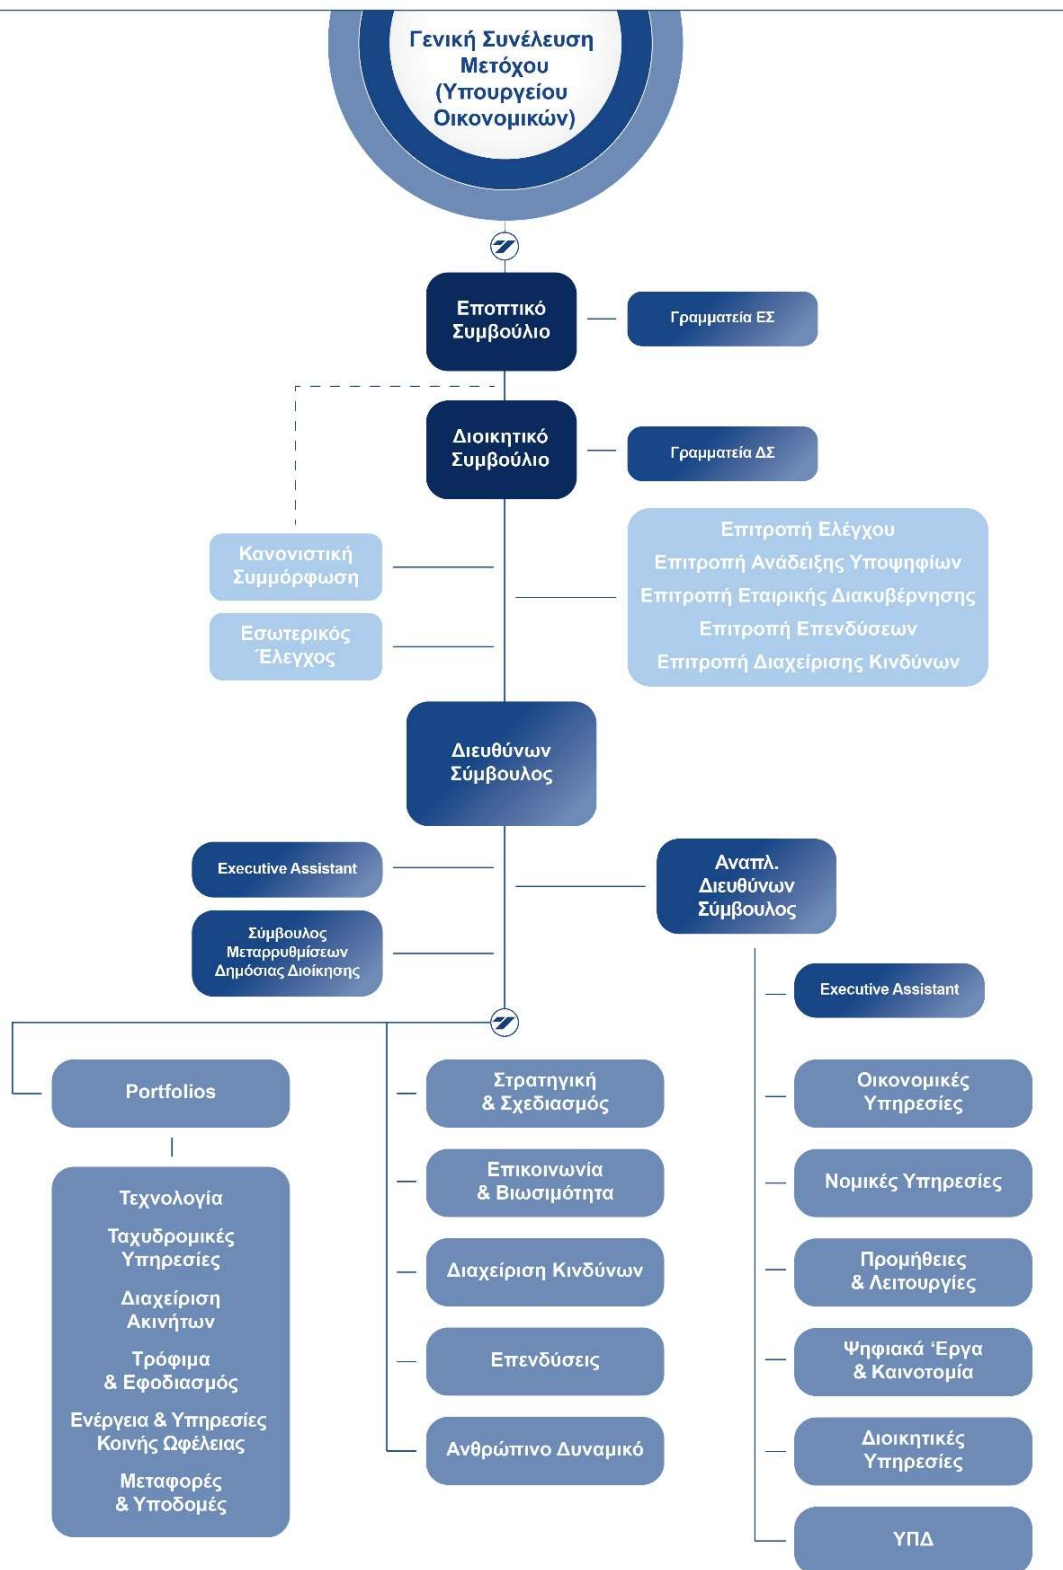 Γενική Συνέλευση
Μετόχου
(Υπουργείου
Οικονομικών)
Εποπτικό
Συμβούλιο
Γραμματεία ΕΣ
Διοικητικό
Συμβούλιο
Γραμματεία ΔΣ
Κανονιστική
Συμμόρφωση
Εσωτερικός
Έλεγχος
Επιτροπή Ελέγχου
Επιτροπή Ανάδειξης Υποψηφίων
Επιτροπή Εταιρικής Διακυβέρνησης
Επιτροπή Επενδύσεων
Επιτροπή Διαχείρισης Κινδύνων
Διευθύνων
Σύμβουλος
Executive Assistant
Σύμβουλος
Μεταρρυθμίσεων
Δημόσιας Διοίκησης
Αναπλ.
Διευθύνων
Σύμβουλος
Executive Assistant
Portfolios
Τεχνολογία
Ταχυδρομικές
Υπηρεσίες
Διαχείριση
Ακινήτων
Τρόφιμα
& Εφοδιασμός
Ενέργεια & Υπηρεσίες
Κοινής Ωφέλειας
Μεταφορές
& Υποδομές
Στρατηγική
& Σχεδιασμός
Επικοινωνία
& Βιωσιμότητα
Διαχείριση Κινδύνων
Επενδύσεις
Ανθρώπινο Δυναμικό
Οικονομικές
Υπηρεσίες
Νομικές Υπηρεσίες
Προμήθειες
& Λειτουργίες
Ψηφιακά Έργα
& Καινοτομία
Διοικητικές
Υπηρεσίες
ΥΠΔ